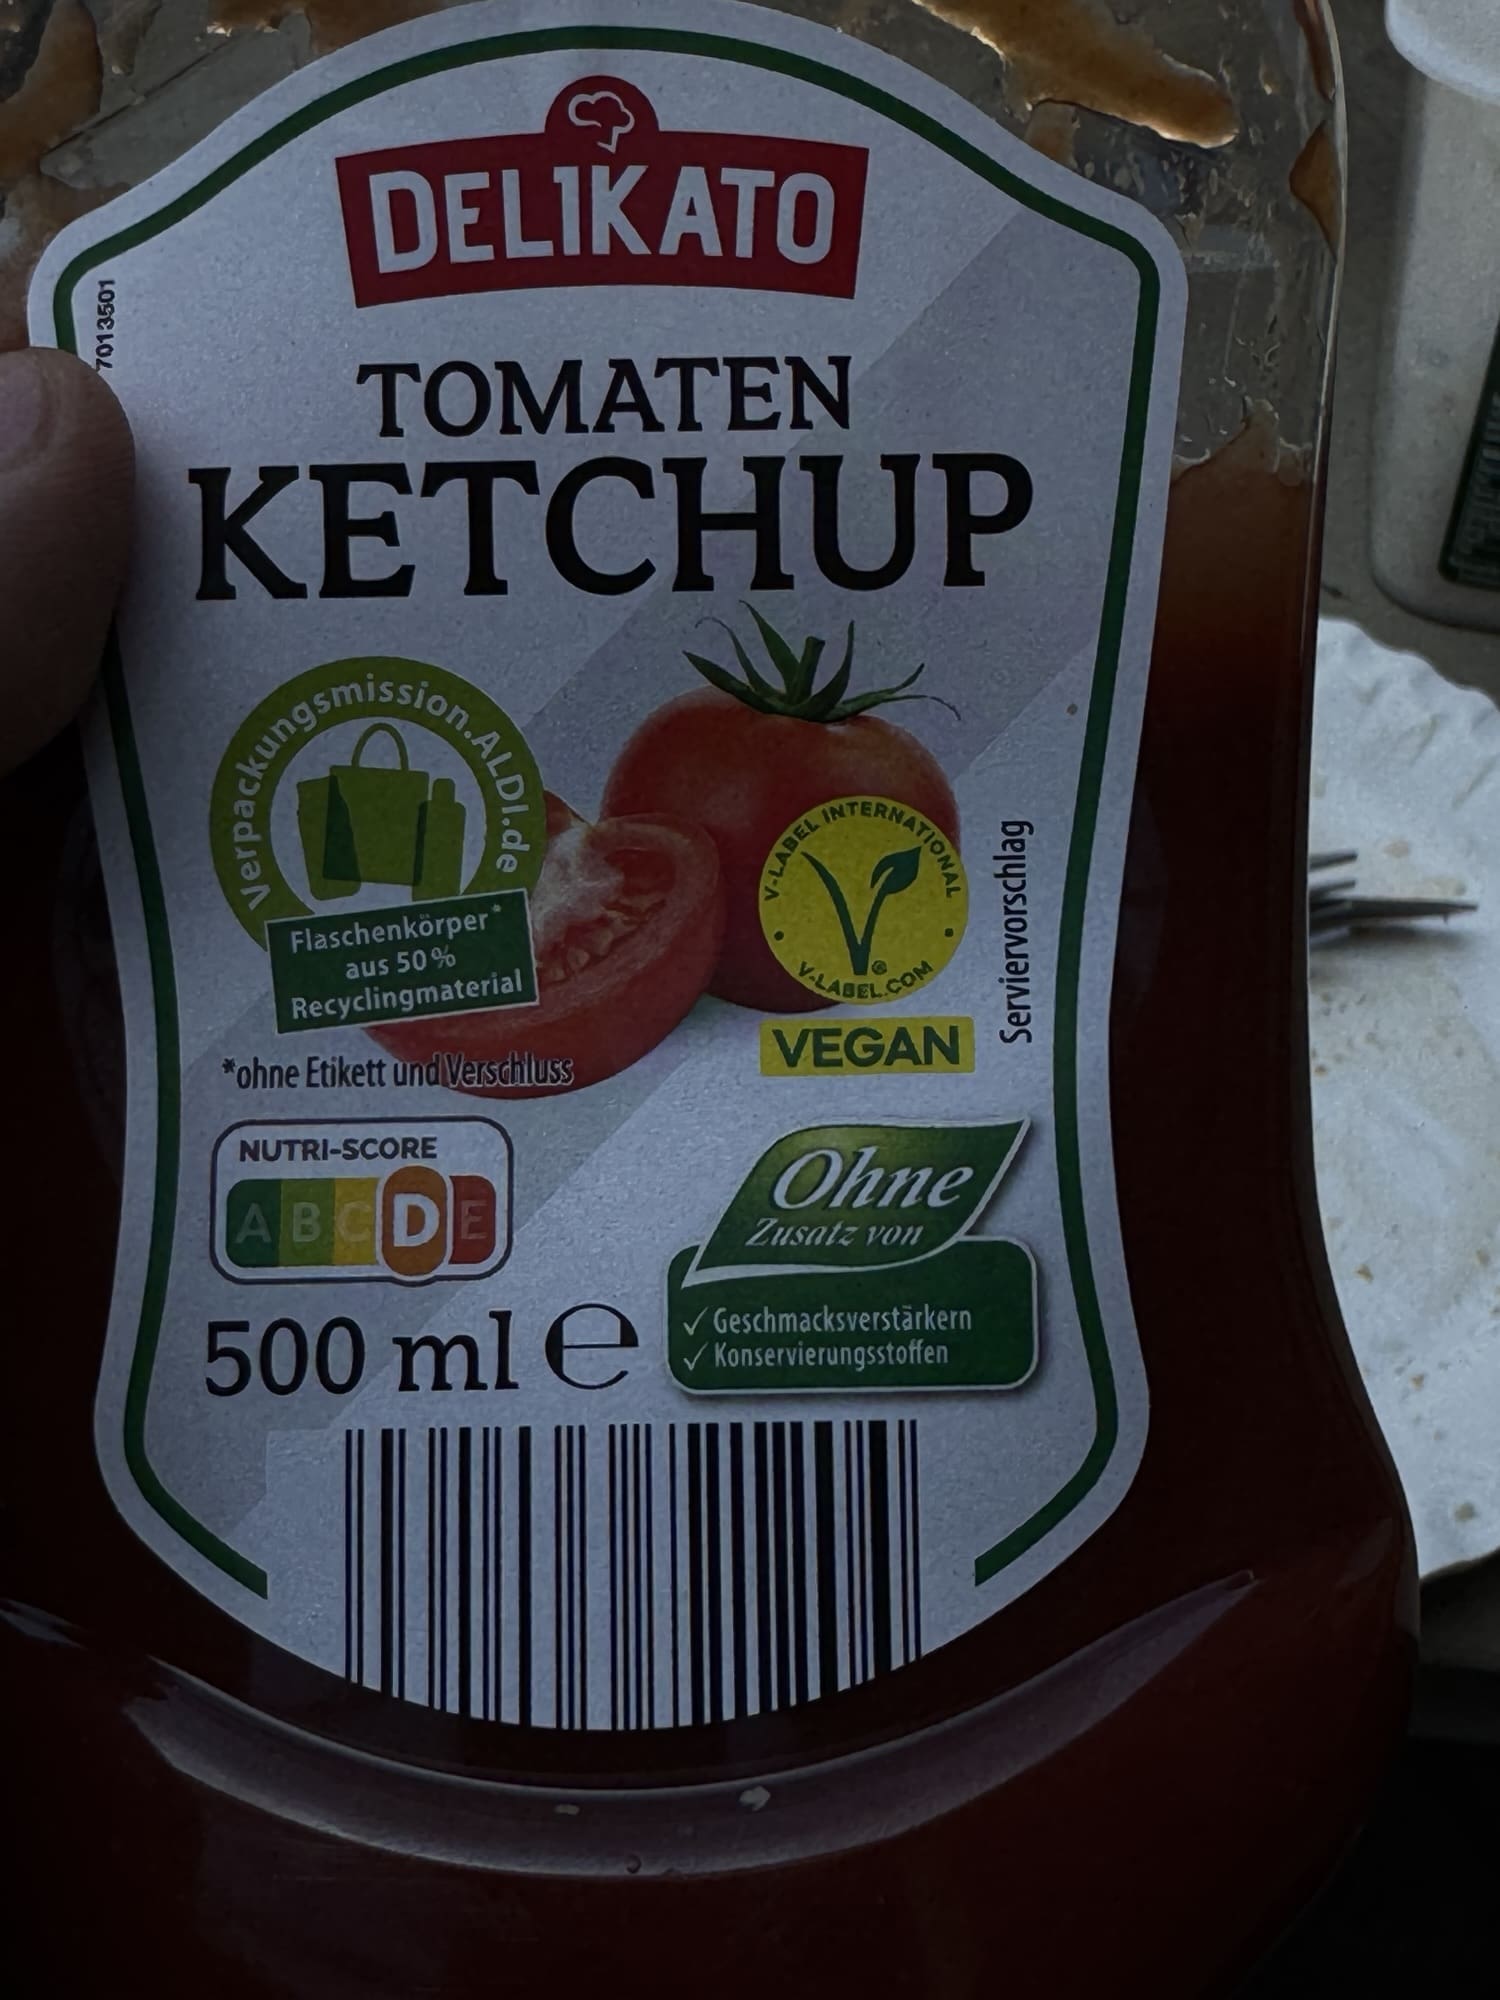 DELIKATO
7013501
TOMATEN
KETCHUP
Verpackungsmission.ALDI.de
Flaschenkörper*
aus 50%
Recyclingmaterial
*ohne Etikett und Verschluss
V-LABEL INTERNATIONAL
V-LABEL.COM
®
VEGAN
Serviervorschlag
NUTRI-SCORE
A B C D E
500 ml e
Ohne
Zusatz von
✓ Geschmacksverstärkern
✓ Konservierungsstoffen